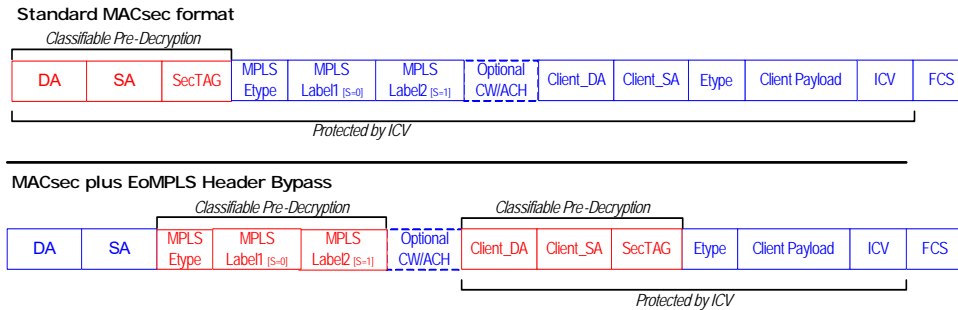 Standard MACsec format
Classifiable Pre-Decryption
DA SA SecTAG MPLS Etype MPLS Label1 [S=0] MPLS Label2 [S=1] Optional CW/ACH Client_DA Client_SA Etype Client Payload ICV FCS
Protected by ICV
MACsec plus EoMPLS Header Bypass
Classifiable Pre-Decryption Classifiable Pre-Decryption
DA SA MPLS Etype MPLS Label1 [S=0] MPLS Label2 [S=1] Optional CW/ACH Client_DA Client_SA SecTAG Etype Client Payload ICV FCS
Protected by ICV